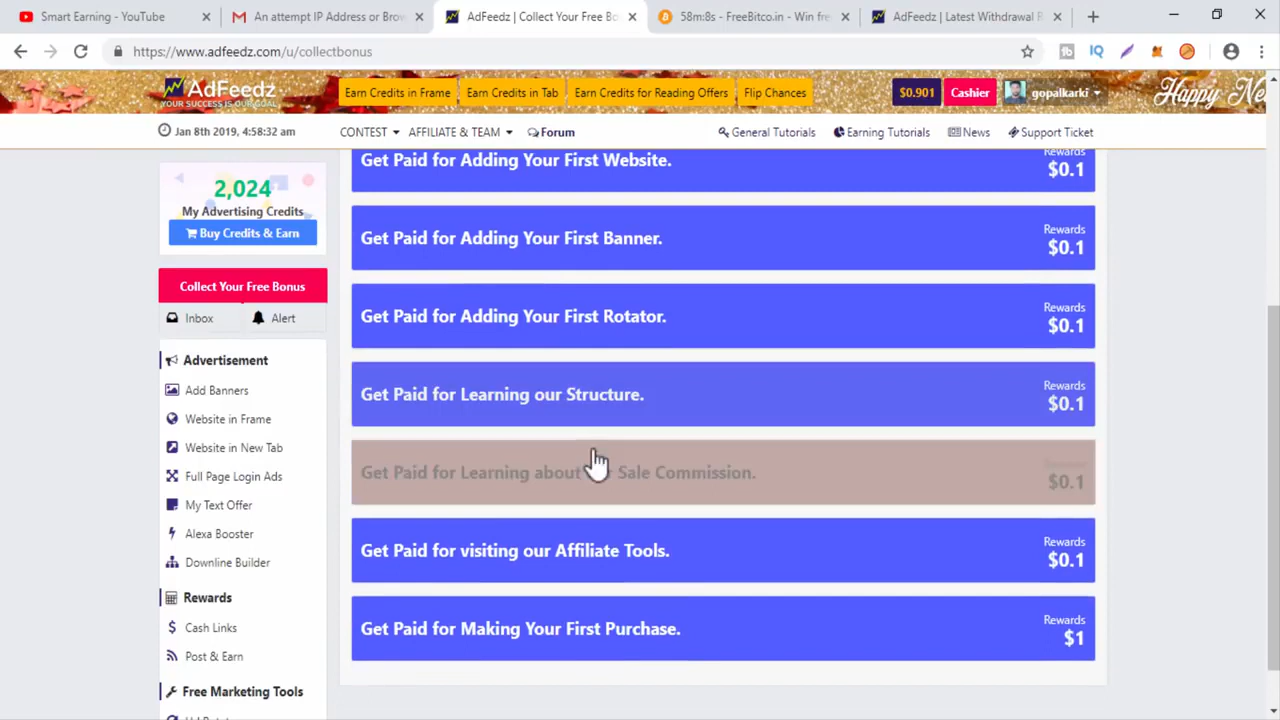 Smart Earning - YouTube
An attempt IP Address or Brow
AdFeedz | Collect Your Free Bo
58m:8s - FreeBitco.in - Win fre
AdFeedz | Latest Withdrawal R
https://www.adfeedz.com/u/collectbonus
AdFeedz
YOUR SUCCESS IS OUR GOAL
Earn Credits in Frame
Earn Credits in Tab
Earn Credits for Reading Offers
Flip Chances
$0.901
Cashier
gopalkarki
Happy Ne
Jan 8th 2019, 4:58:32 am
CONTEST
AFFILIATE & TEAM
Forum
General Tutorials
Earning Tutorials
News
Support Ticket
2,024
My Advertising Credits
Buy Credits & Earn
Collect Your Free Bonus
Inbox
Alert
Advertisement
Add Banners
Website in Frame
Website in New Tab
Full Page Login Ads
My Text Offer
Alexa Booster
Downline Builder
Rewards
Cash Links
Post & Earn
Free Marketing Tools
Get Paid for Adding Your First Website.
Rewards
$0.1
Get Paid for Adding Your First Banner.
Rewards
$0.1
Get Paid for Adding Your First Rotator.
Rewards
$0.1
Get Paid for Learning our Structure.
Rewards
$0.1
Get Paid for Learning about Sale Commission.
$0.1
Get Paid for visiting our Affiliate Tools.
Rewards
$0.1
Get Paid for Making Your First Purchase.
Rewards
$1